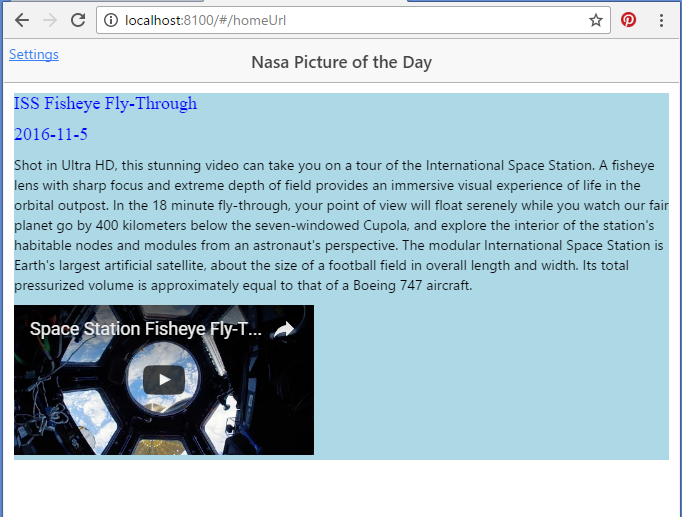 localhost:8100/#/homeUrl
Settings
Nasa Picture of the Day
ISS Fisheye Fly-Through
2016-11-5
Shot in Ultra HD, this stunning video can take you on a tour of the International Space Station. A fisheye
lens with sharp focus and extreme depth of field provides an immersive visual experience of life in the
orbital outpost. In the 18 minute fly-through, your point of view will float serenely while you watch our fair
planet go by 400 kilometers below the seven-windowed Cupola, and explore the interior of the station's
habitable nodes and modules from an astronaut's perspective. The modular International Space Station is
Earth's largest artificial satellite, about the size of a football field in overall length and width. Its total
pressurized volume is approximately equal to that of a Boeing 747 aircraft.
Space Station Fisheye Fly-T...